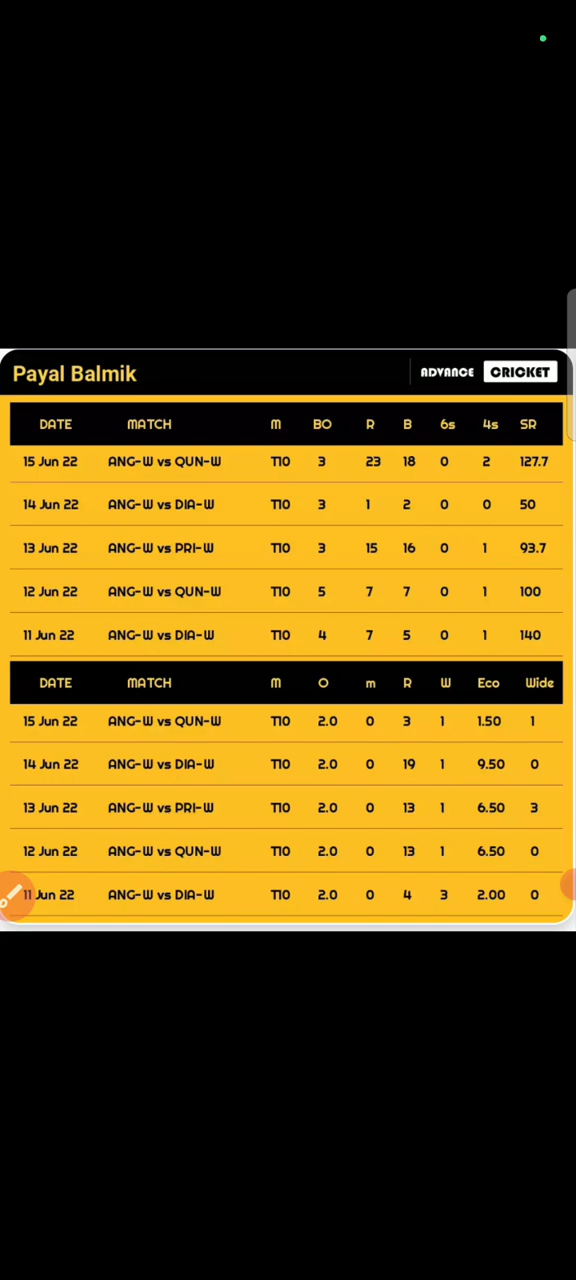 Payal Balmik ADVANCE CRICKET
DATE MATCH M BO R B 6s 4s SR
15 Jun 22 ANG-W vs QUN-W T10 3 23 18 0 2 127.7
14 Jun 22 ANG-W vs DIA-W T10 3 1 2 0 0 50
13 Jun 22 ANG-W vs PRI-W T10 3 15 16 0 1 93.7
12 Jun 22 ANG-W vs QUN-W T10 5 7 7 0 1 100
11 Jun 22 ANG-W vs DIA-W T10 4 7 5 0 1 140
DATE MATCH M O m R W Eco Wide
15 Jun 22 ANG-W vs QUN-W T10 2.0 0 3 1 1.50 1
14 Jun 22 ANG-W vs DIA-W T10 2.0 0 19 1 9.50 0
13 Jun 22 ANG-W vs PRI-W T10 2.0 0 13 1 6.50 3
12 Jun 22 ANG-W vs QUN-W T10 2.0 0 13 1 6.50 0
11 Jun 22 ANG-W vs DIA-W T10 2.0 0 4 3 2.00 0